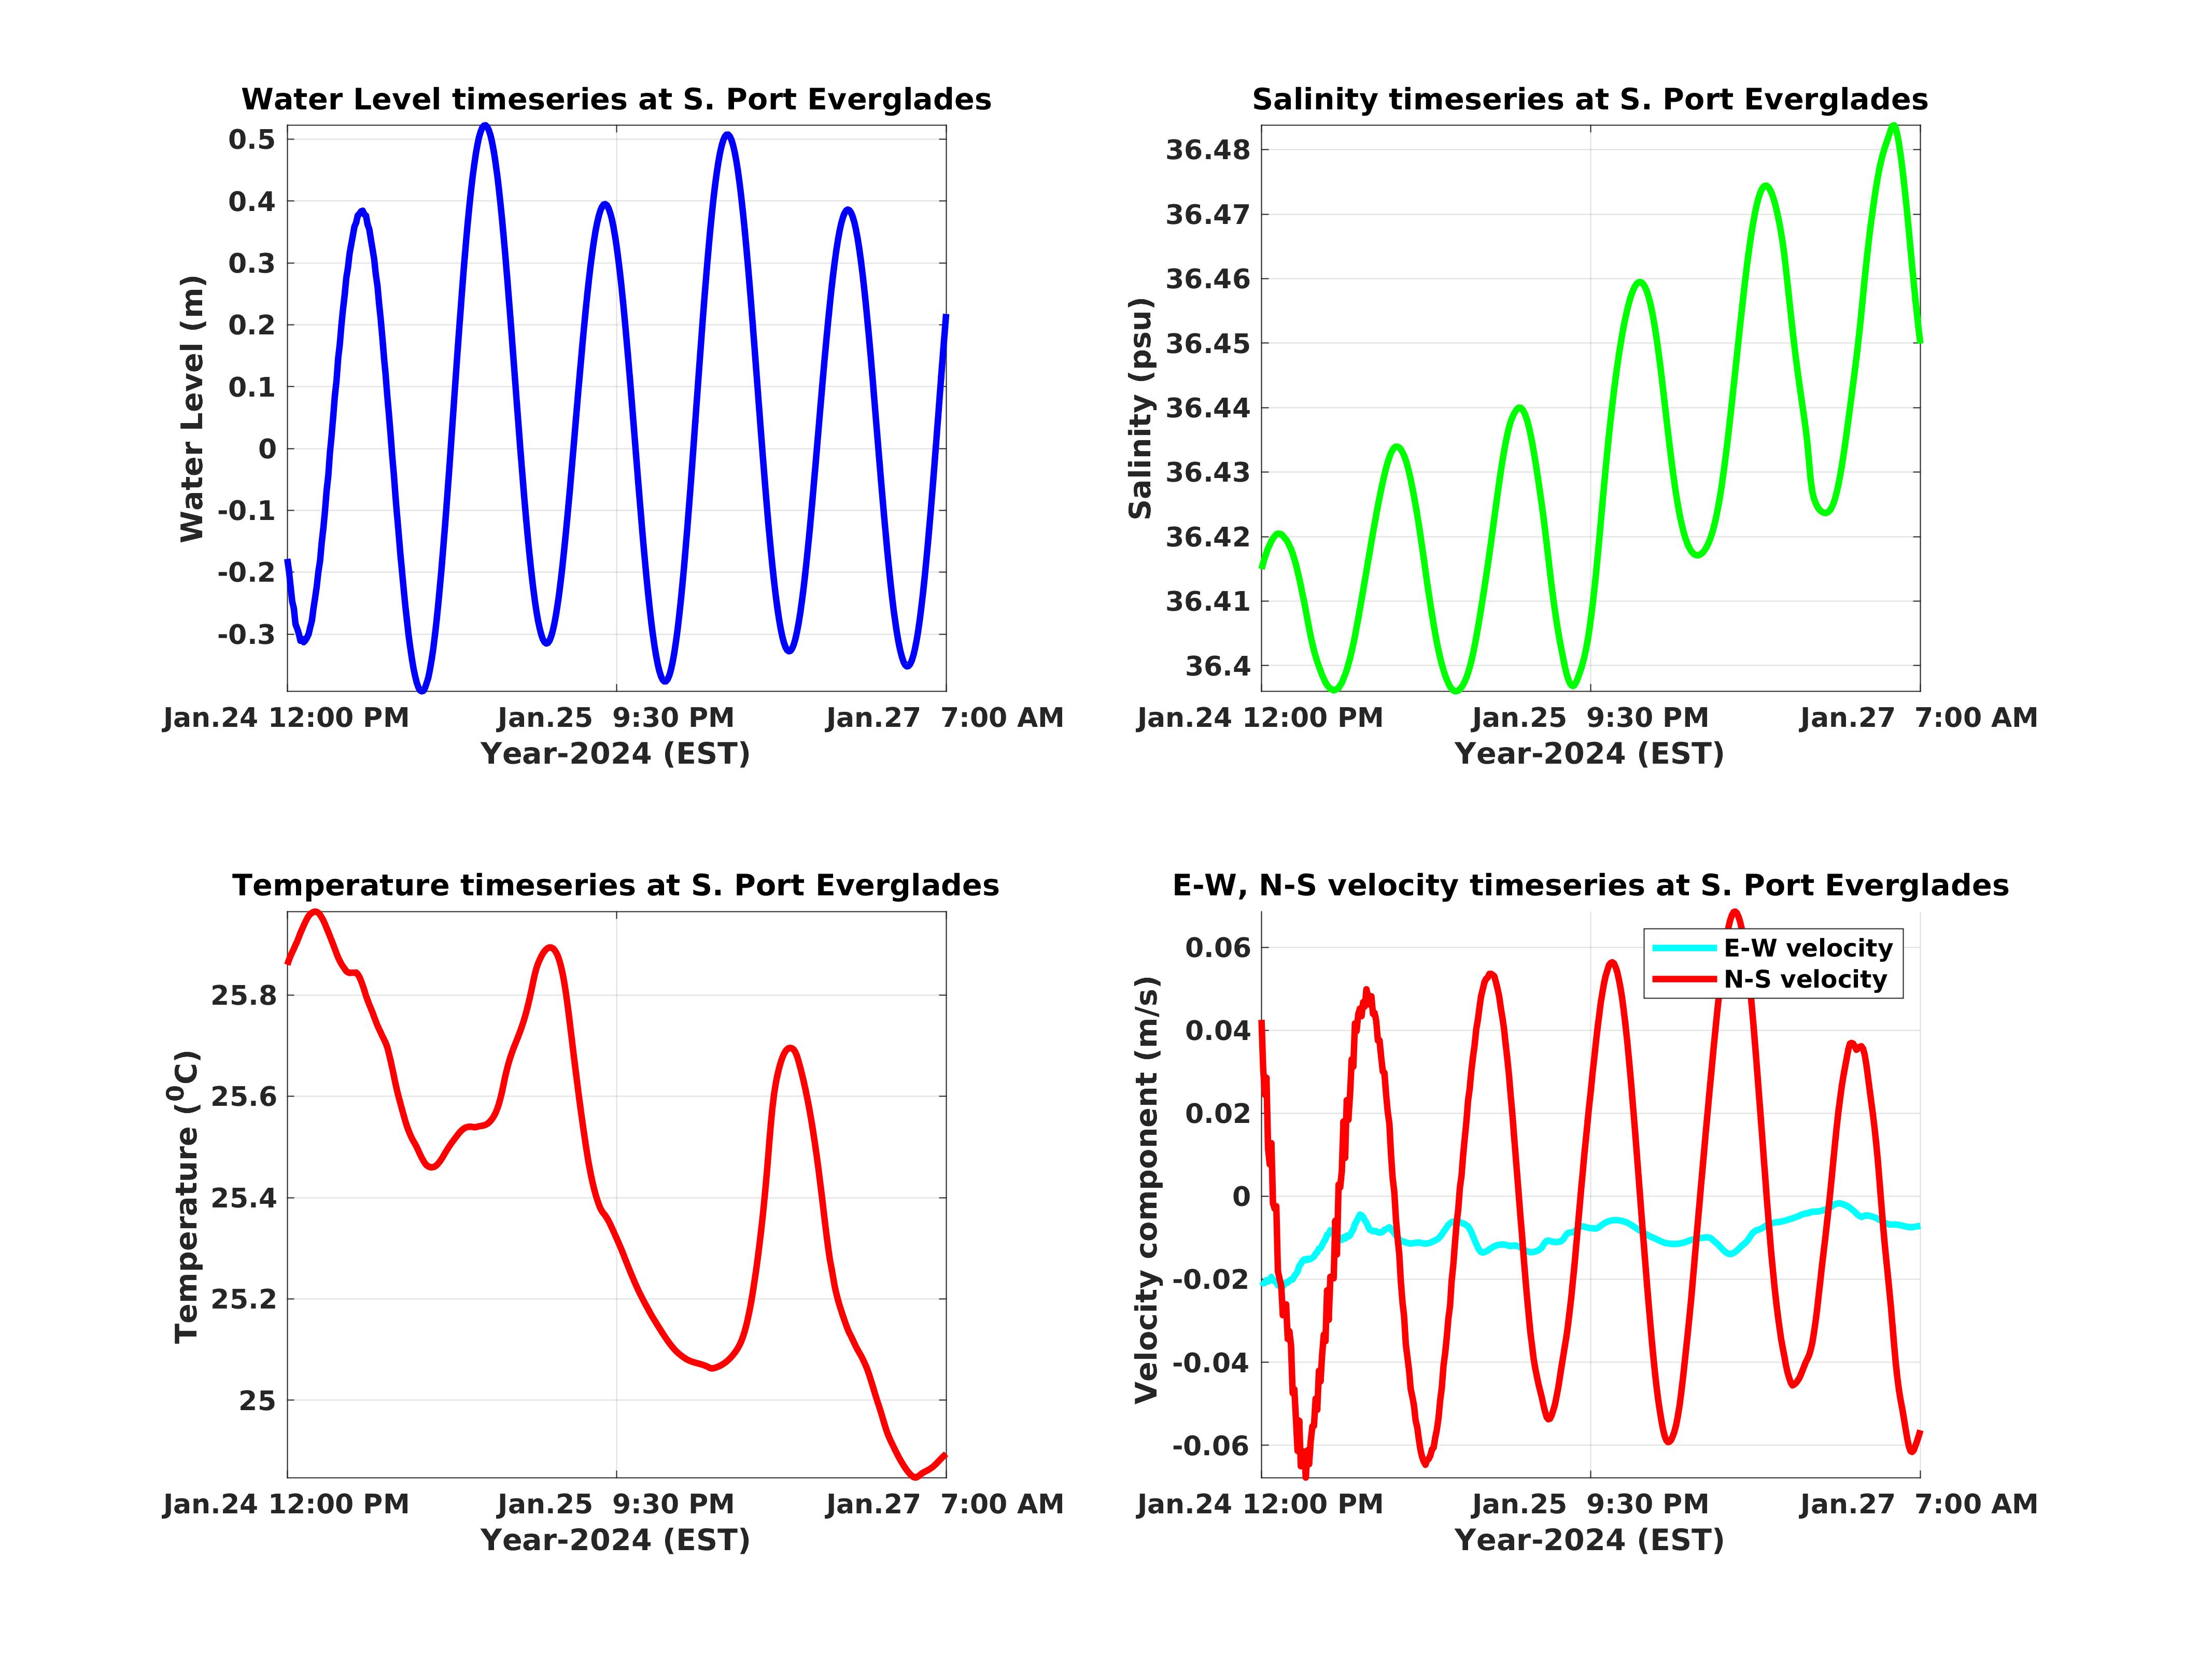 Water Level timeseries at S. Port Everglades
Water Level (m)
0.5
0.4
0.3
0.2
0.1
0
-0.1
-0.2
-0.3
Jan.24 12:00 PM
Jan.25  9:30 PM
Jan.27  7:00 AM
Year-2024 (EST)
Salinity timeseries at S. Port Everglades
Salinity (psu)
36.48
36.47
36.46
36.45
36.44
36.43
36.42
36.41
36.4
Jan.24 12:00 PM
Jan.25  9:30 PM
Jan.27  7:00 AM
Year-2024 (EST)
Temperature timeseries at S. Port Everglades
Temperature (⁰C)
25.8
25.6
25.4
25.2
25
Jan.24 12:00 PM
Jan.25  9:30 PM
Jan.27  7:00 AM
Year-2024 (EST)
E-W, N-S velocity timeseries at S. Port Everglades
Velocity component (m/s)
0.06
0.04
0.02
0
-0.02
-0.04
-0.06
E-W velocity
N-S velocity
Jan.24 12:00 PM
Jan.25  9:30 PM
Jan.27  7:00 AM
Year-2024 (EST)